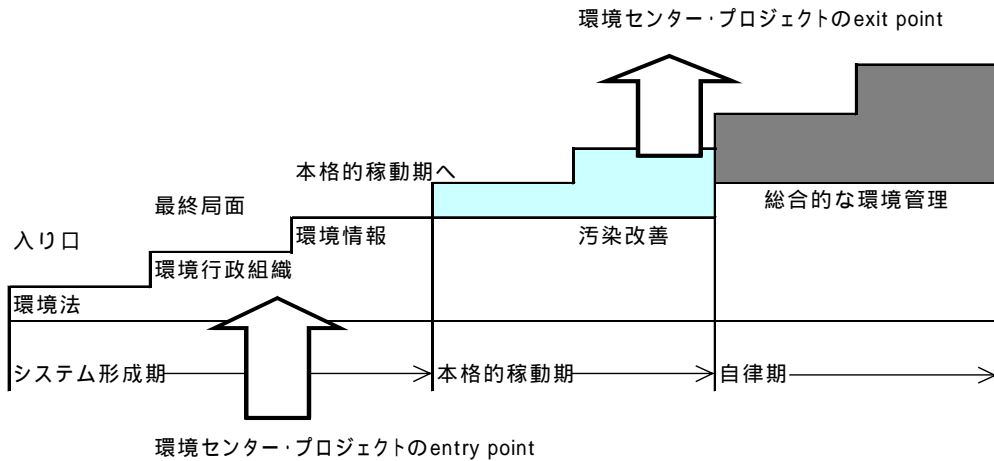 環境センター・プロジェクトのexit point
本格的稼動期へ
最終局面
総合的な環境管理
入り口
環境情報
汚染改善
環境行政組織
環境法
システム形成期
本格的稼動期
自律期
環境センター・プロジェクトのentry point